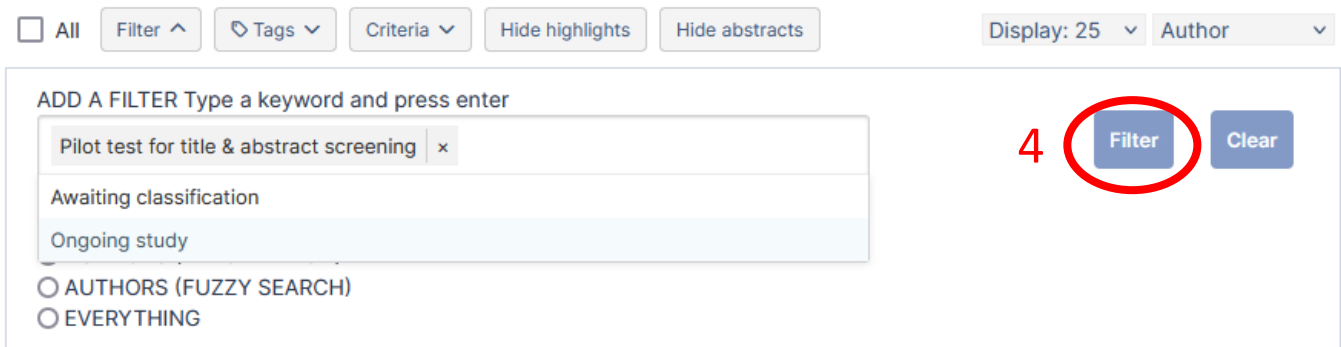 All Filter Tags Criteria Hide highlights Hide abstracts Display: 25 Author
ADD A FILTER Type a keyword and press enter
Pilot test for title & abstract screening ×
4 Filter Clear
Awaiting classification
Ongoing study
AUTHORS (FUZZY SEARCH)
EVERYTHING